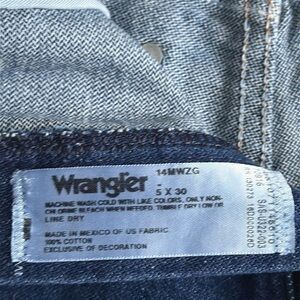 Wrangler
14MWZG
5 X 30
MACHINE WASH COLD WITH LIKE COLORS, ONLY NON-
CHLORINE BLEACH WHEN NEEDED, TUMBLE DRY LOW OR
LINE DRY
MADE IN MEXICO OF US FABRIC
100% COTTON
EXCLUSIVE OF DECORATION